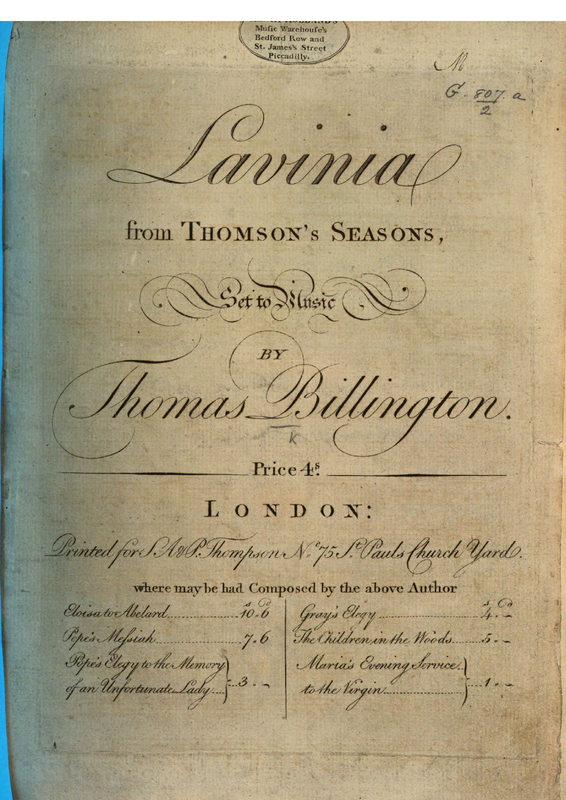 Music Warehouse's
Bedford Row and
St. James's Street
Piccadilly.
M
G. 807. a
2
Lavinia
from THOMSON's SEASONS,
Set to Music
BY
Thomas Billington.
k
Price 4s.
LONDON:
Printed for S. A & P. Thompson No. 75 St. Pauls Church Yard.
where may be had Composed by the above Author
s D
Eloisa to Abelard 10.6
Pope's Messiah 7.6
Pope's Elegy to the Memory
of an Unfortunate Lady 3.-
s D
Gray's Elegy 4.-
The Children in the Woods 5.-
Maria's Evening Service
to the Virgin 1.-